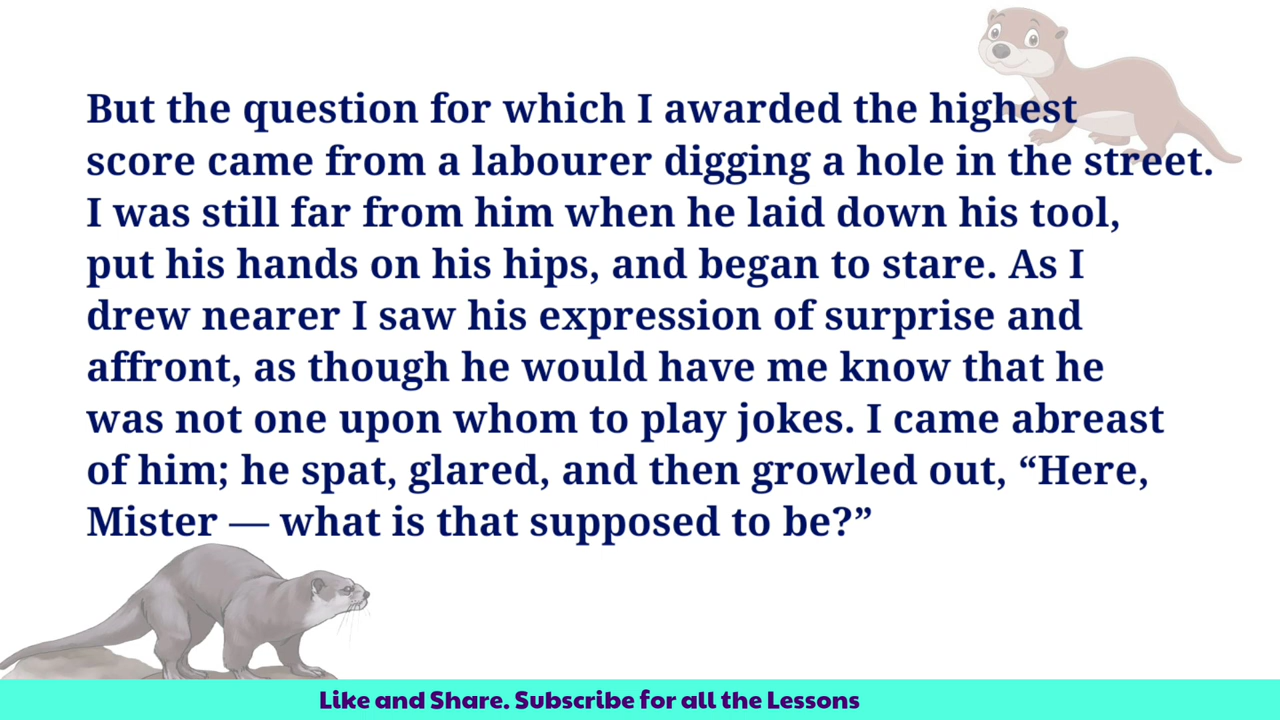 But the question for which I awarded the highest
score came from a labourer digging a hole in the street.
I was still far from him when he laid down his tool,
put his hands on his hips, and began to stare. As I
drew nearer I saw his expression of surprise and
affront, as though he would have me know that he
was not one upon whom to play jokes. I came abreast
of him; he spat, glared, and then growled out, “Here,
Mister — what is that supposed to be?”
Like and Share. Subscribe for all the Lessons